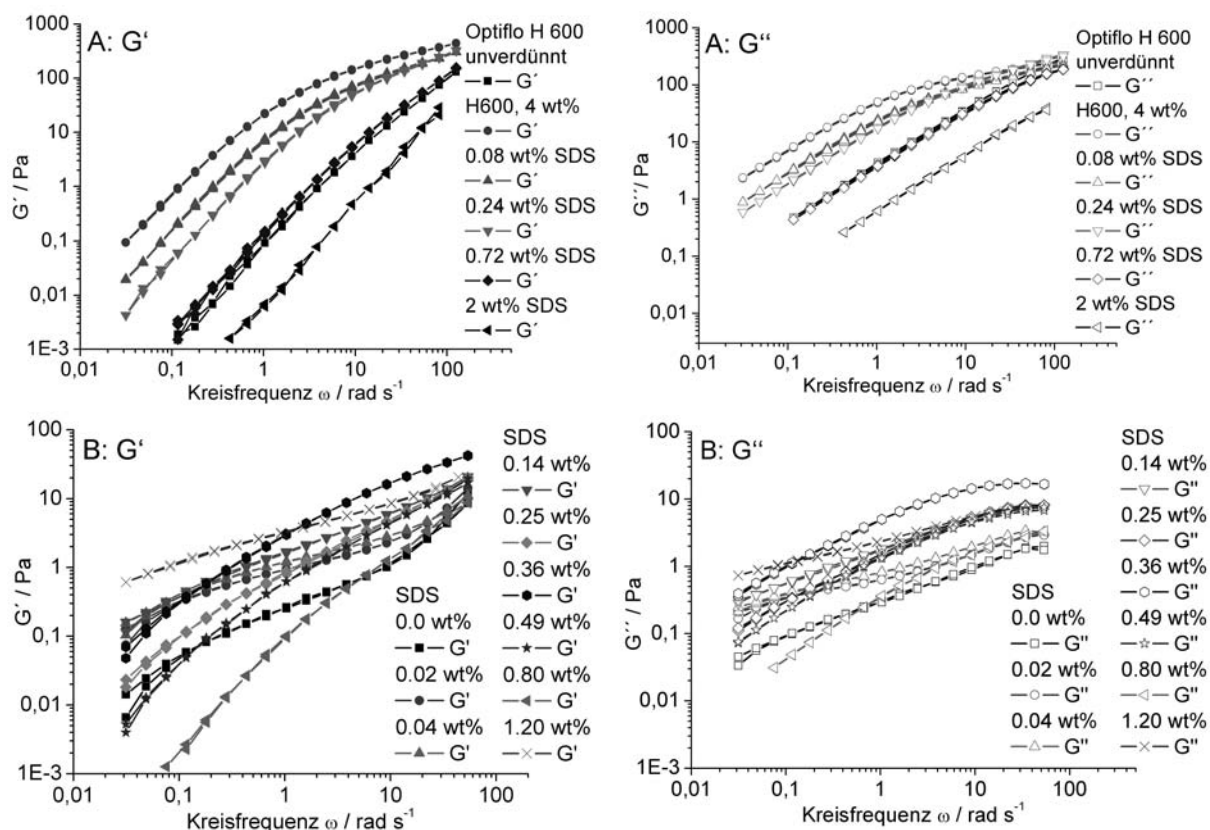 A: G‘
G´ / Pa
1000
100
10
1
0,1
0,01
1E-3
0,01
0,1
1
10
100
Kreisfrequenz ω / rad s⁻¹
Optiflo H 600
unverdünnt
G´
H600, 4 wt%
G´
0.08 wt% SDS
G´
0.24 wt% SDS
G´
0.72 wt% SDS
G´
2 wt% SDS
G´
A: G“
G´´ / Pa
1000
100
10
1
0,1
0,01
0,01
0,1
1
10
100
Kreisfrequenz ω / rad s⁻¹
Optiflo H 600
unverdünnt
G´´
H600, 4 wt%
G´´
0.08 wt% SDS
G´´
0.24 wt% SDS
G´´
0.72 wt% SDS
G´´
2 wt% SDS
G´´
B: G‘
G´ / Pa
100
10
1
0,1
0,01
1E-3
0,01
0,1
1
10
100
Kreisfrequenz ω / rad s⁻¹
SDS
0.0 wt%
G'
0.02 wt%
G'
0.04 wt%
G'
SDS
0.14 wt%
G'
0.25 wt%
G'
0.36 wt%
G'
0.49 wt%
G'
0.80 wt%
G'
1.20 wt%
G'
B: G“
G´´ / Pa
100
10
1
0,1
0,01
1E-3
0,01
0,1
1
10
100
Kreisfrequenz ω / rad s⁻¹
SDS
0.0 wt%
G"
0.02 wt%
G"
0.04 wt%
G"
SDS
0.14 wt%
G"
0.25 wt%
G"
0.36 wt%
G"
0.49 wt%
G"
0.80 wt%
G"
1.20 wt%
G"